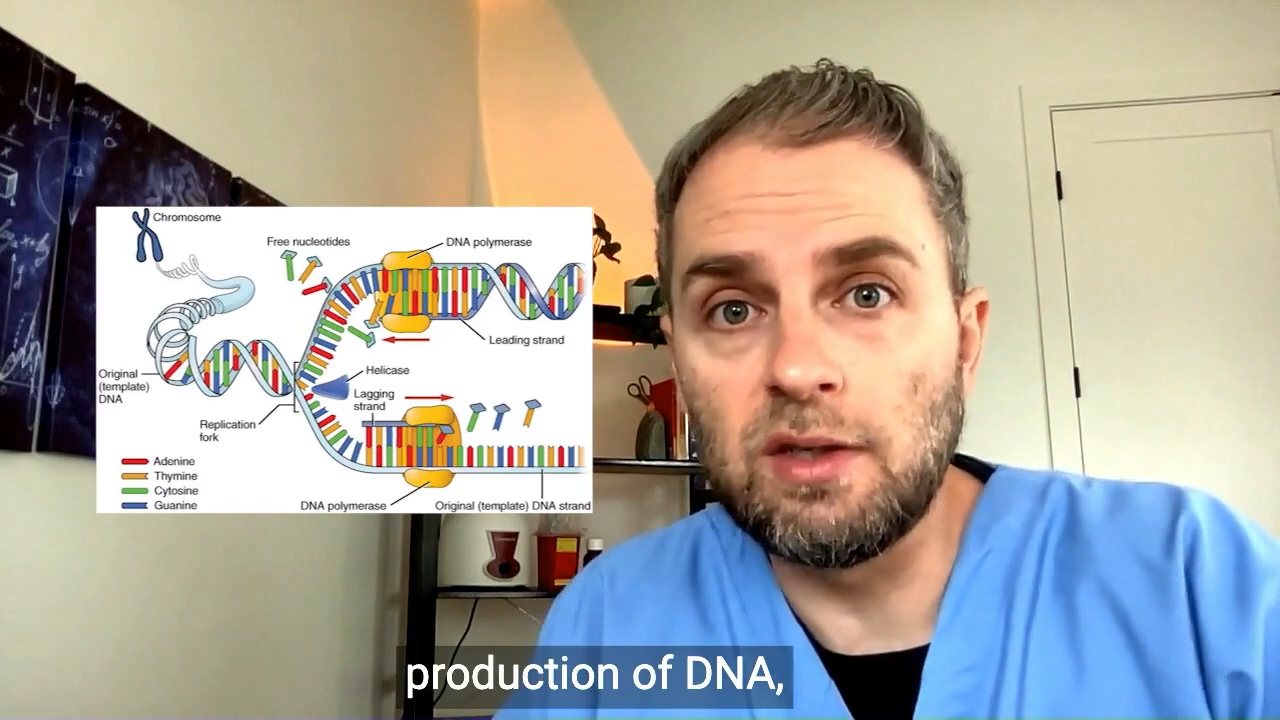 Chromosome
Free nucleotides
DNA polymerase
Leading strand
Helicase
Original
(template)
DNA
Lagging
strand
Replication
fork
Adenine
Thymine
Cytosine
Guanine
DNA polymerase
Original (template) DNA strand
production of DNA,